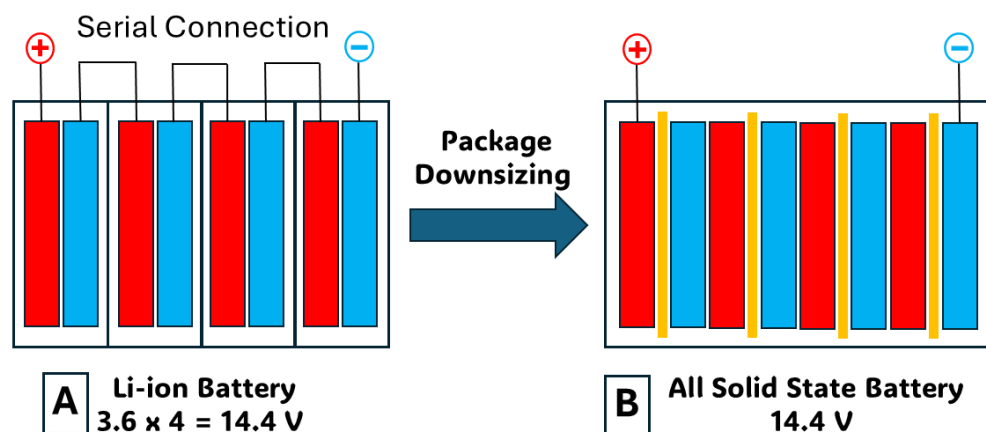 Serial Connection
+
−
+
−
Package
Downsizing
A
Li-ion Battery
3.6 x 4 = 14.4 V
B
All Solid State Battery
14.4 V